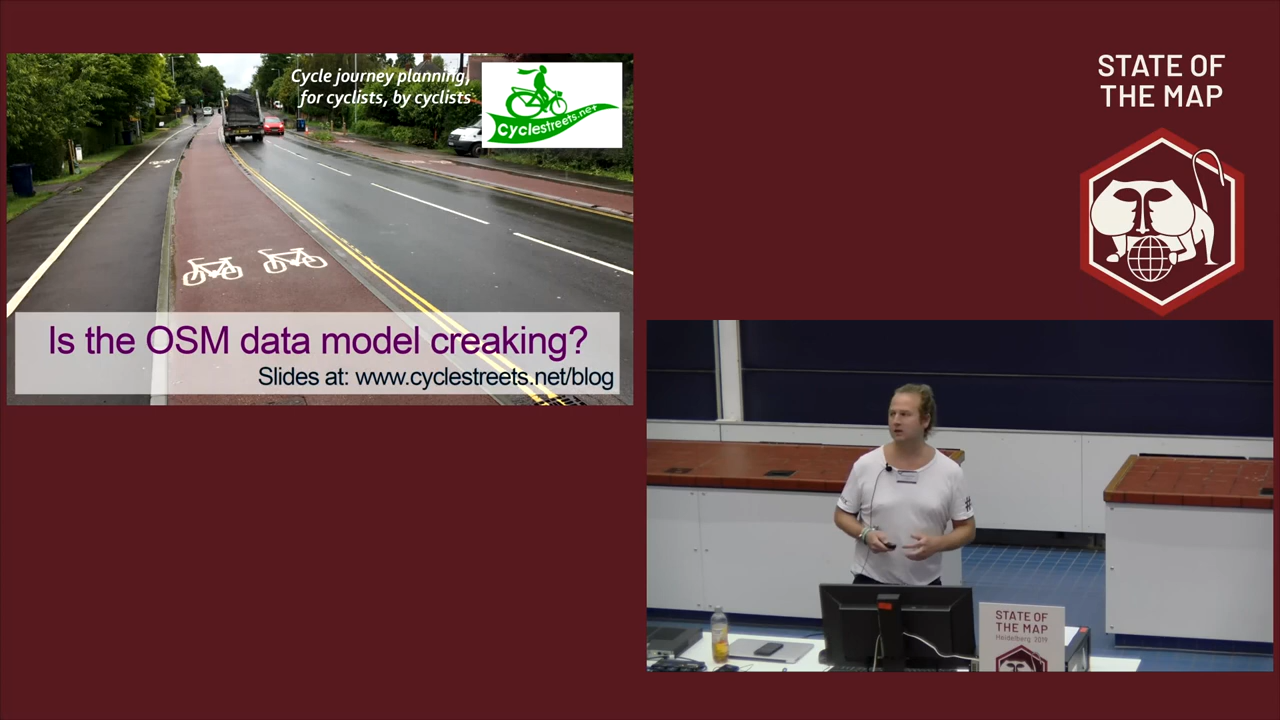 Cycle journey planning,
for cyclists, by cyclists
Cyclestreets.net
Is the OSM data model creaking?
Slides at: www.cyclestreets.net/blog
STATE OF
THE MAP
#
STATE OF
THE MAP
Heidelberg 2019